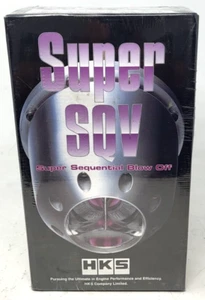 Super
SQV
Super Sequential Blow Off
HKS
Pursuing the Ultimate in Engine Performance and Efficiency.
HKS Company Limited.